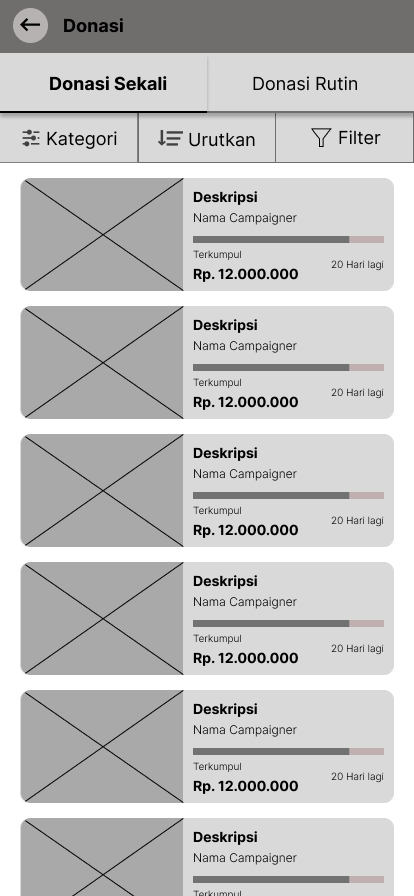 Donasi
Donasi Sekali
Donasi Rutin
Kategori
Urutkan
Filter
Deskripsi
Nama Campaigner
Terkumpul
20 Hari lagi
Rp. 12.000.000
Deskripsi
Nama Campaigner
Terkumpul
20 Hari lagi
Rp. 12.000.000
Deskripsi
Nama Campaigner
Terkumpul
20 Hari lagi
Rp. 12.000.000
Deskripsi
Nama Campaigner
Terkumpul
20 Hari lagi
Rp. 12.000.000
Deskripsi
Nama Campaigner
Terkumpul
20 Hari lagi
Rp. 12.000.000
Deskripsi
Nama Campaigner
Terkumpul